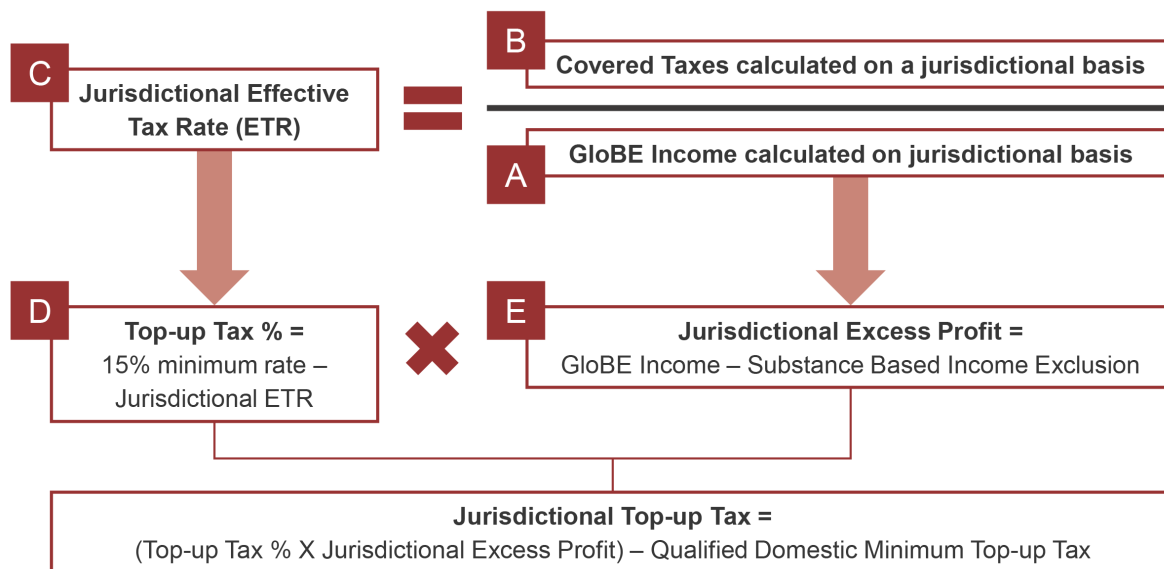 B
Covered Taxes calculated on a jurisdictional basis
C
Jurisdictional Effective
Tax Rate (ETR)
A
GloBE Income calculated on jurisdictional basis
D
Top-up Tax % =
15% minimum rate –
Jurisdictional ETR
E
Jurisdictional Excess Profit =
GloBE Income – Substance Based Income Exclusion
Jurisdictional Top-up Tax =
(Top-up Tax % X Jurisdictional Excess Profit) – Qualified Domestic Minimum Top-up Tax